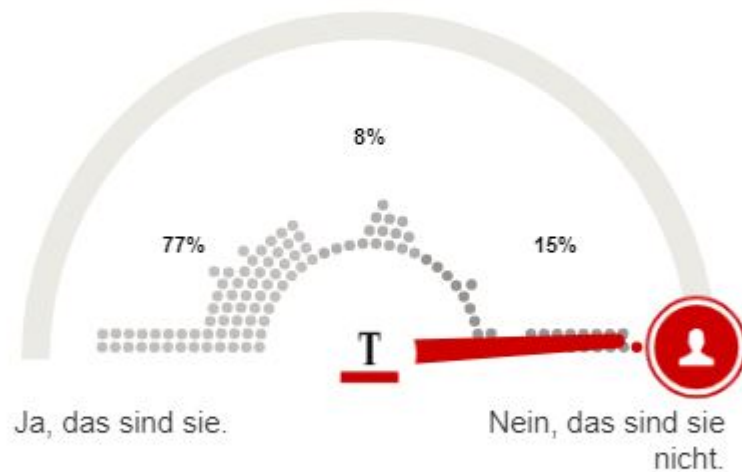 8%
77%
15%
T
Ja, das sind sie.
Nein, das sind sie
nicht.